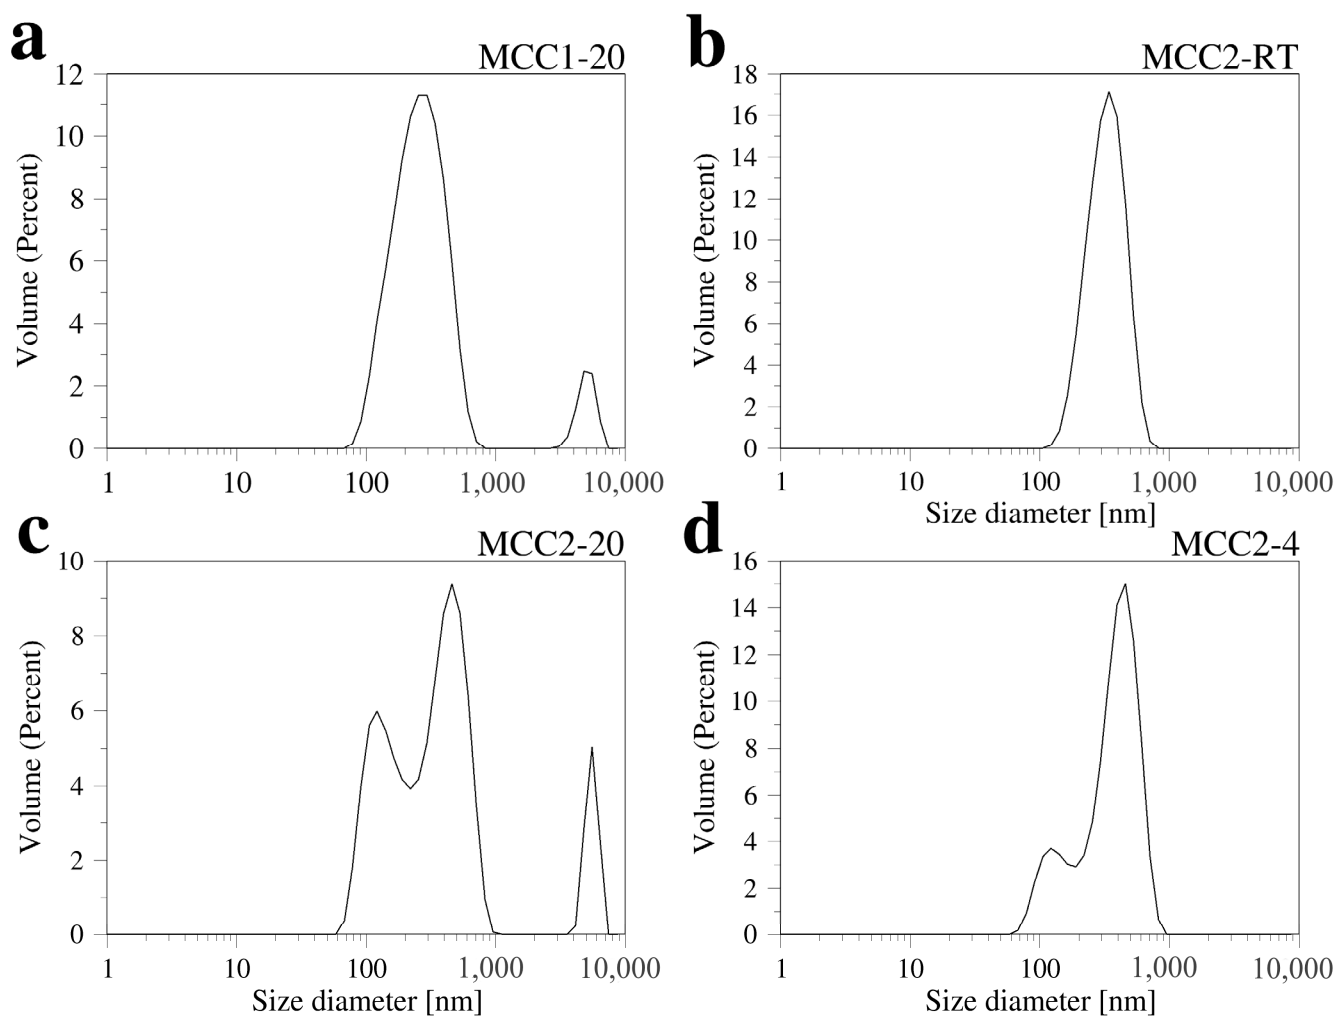 a
MCC1-20
12
10
8
6
4
2
0
Volume (Percent)
1 10 100 1,000 10,000
b
MCC2-RT
18
16
14
12
10
8
6
4
2
0
Volume (Percent)
1 10 100 1,000 10,000
Size diameter [nm]
c
MCC2-20
10
8
6
4
2
0
Volume (Percent)
1 10 100 1,000 10,000
Size diameter [nm]
d
MCC2-4
16
14
12
10
8
6
4
2
0
Volume (Percent)
1 10 100 1,000 10,000
Size diameter [nm]